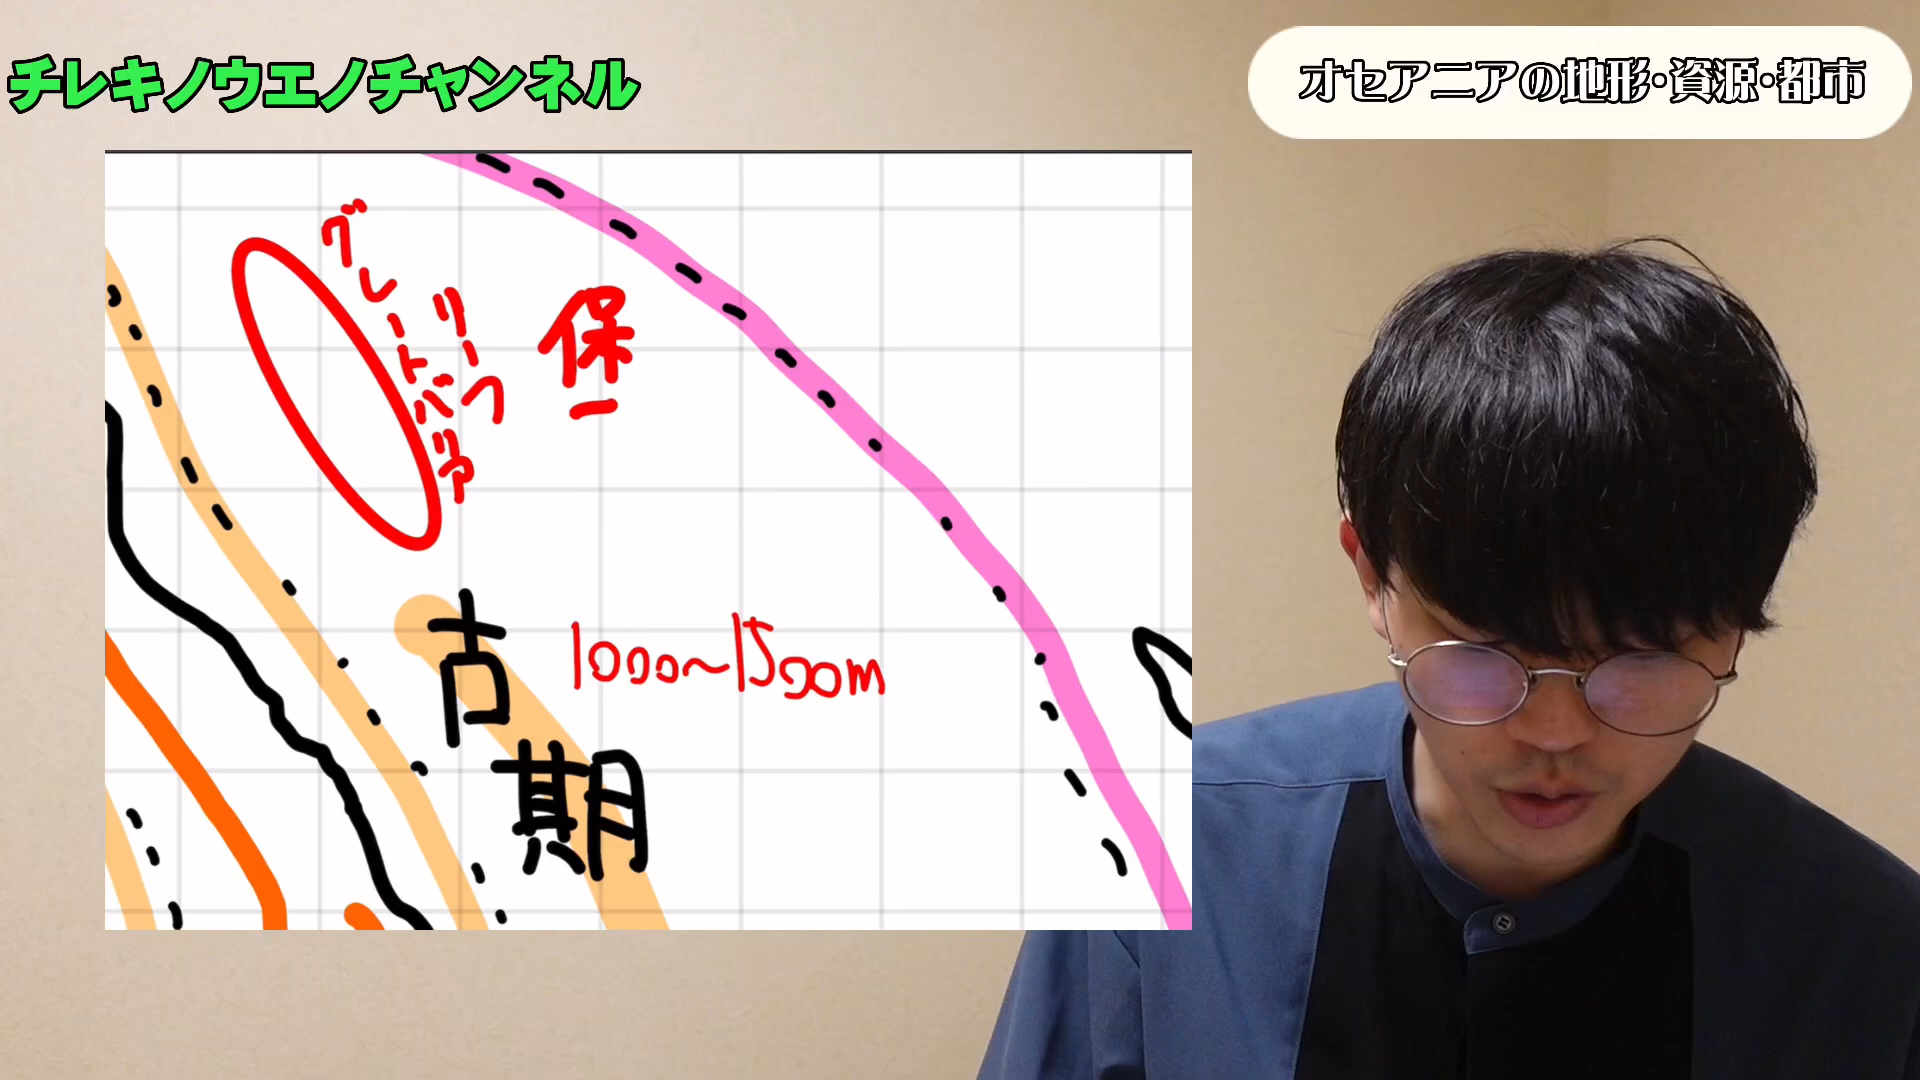 チレキノウエノチャンネル
オセアニアの地形・資源・都市
グレートバリア
リーフ
保
古期
1000~1500m